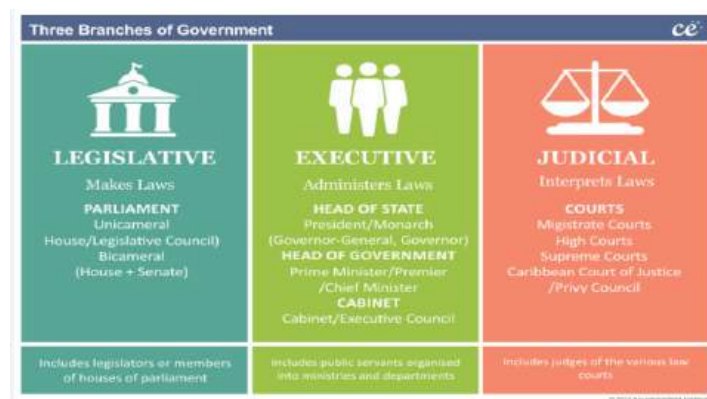 Three Branches of Government
ce
LEGISLATIVE
Makes Laws
PARLIAMENT
Unicameral
House/Legislative Council)
Bicameral
(House + Senate)
Includes legislators or members
of houses of parliament
EXECUTIVE
Administers Laws
HEAD OF STATE
President/Monarch
(Governor-General, Governor)
HEAD OF GOVERNMENT
Prime Minister/Premier
/Chief Minister
CABINET
Cabinet/Executive Council
Includes public servants organised
into ministries and departments
JUDICIAL
Interprets Laws
COURTS
Migistrate Courts
High Courts
Supreme Courts
Caribbean Court of Justice
/Privy Council
Includes judges of the various law
courts